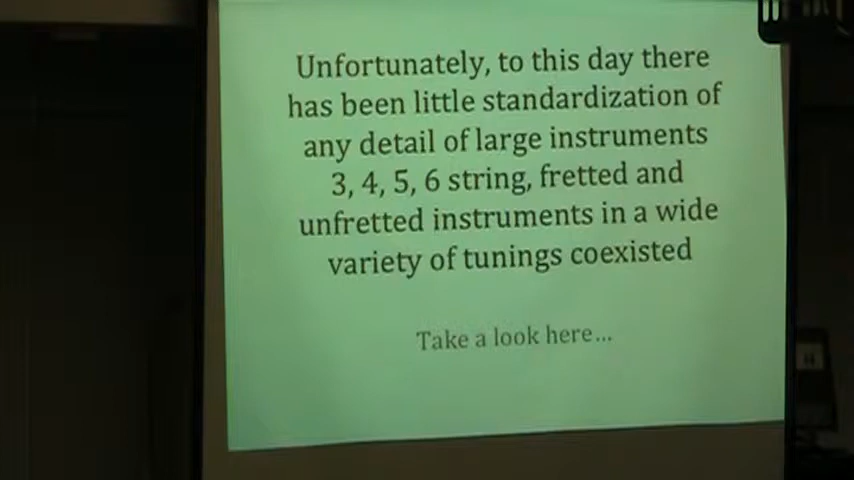 Unfortunately, to this day there
has been little standardization of
any detail of large instruments
3, 4, 5, 6 string, fretted and
unfretted instruments in a wide
variety of tunings coexisted
Take a look here...